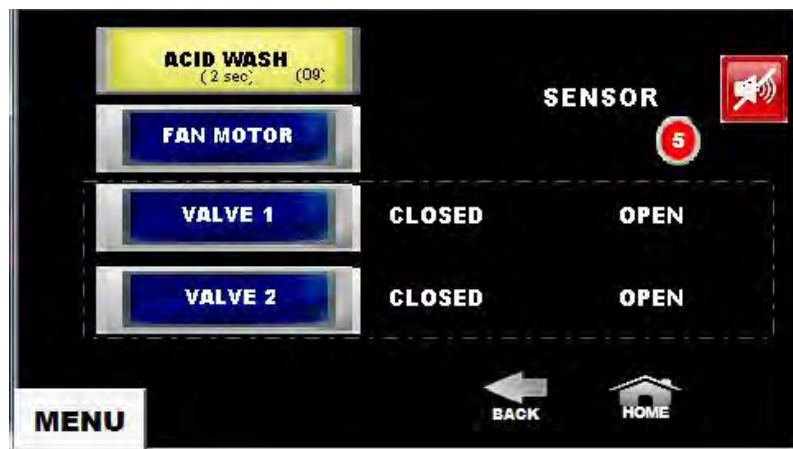 ACID WASH
(2 sec) (09)
SENSOR
FAN MOTOR
5
VALVE 1 CLOSED OPEN
VALVE 2 CLOSED OPEN
BACK HOME
MENU